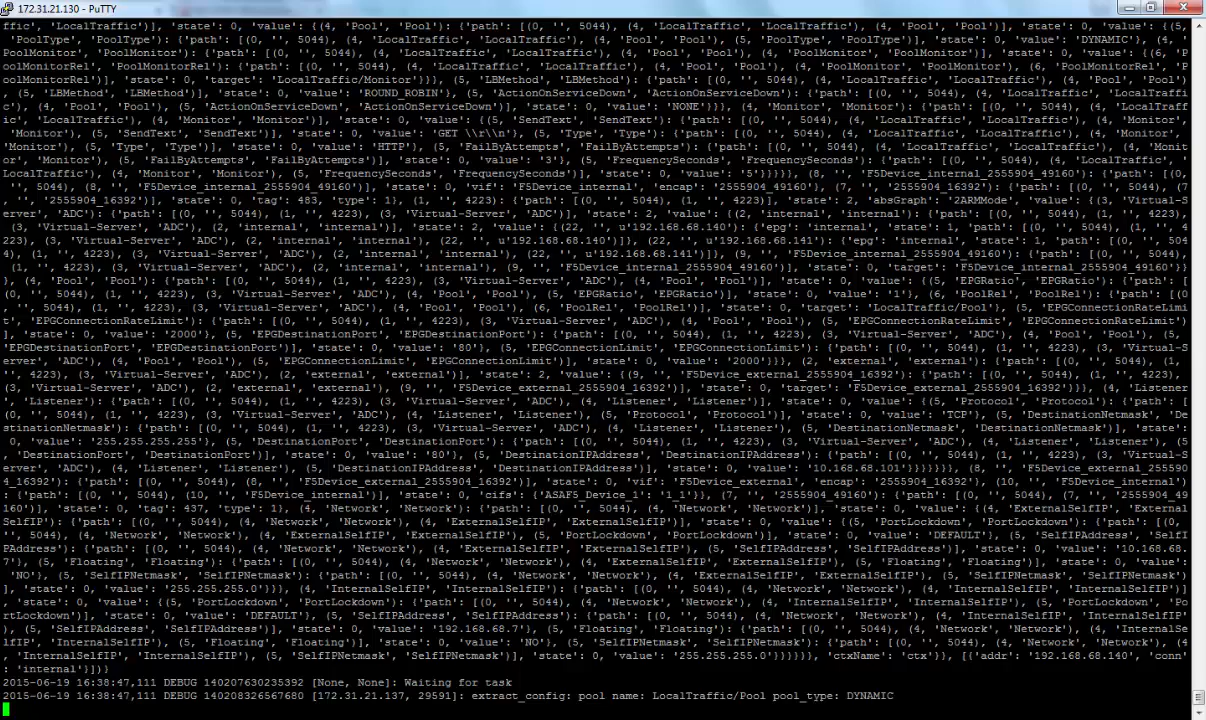 172.31.21.130 - PuTTY
ffic', 'LocalTraffic')], 'state': 0, 'value': {(4, 'Pool', 'Pool'): {'path': [(0, '', 5044), (4, 'LocalTraffic', 'LocalTraffic'), (4, 'Pool', 'Pool')], 'state': 0, 'value': {(5,
'PoolType', 'PoolType'): {'path': [(0, '', 5044), (4, 'LocalTraffic', 'LocalTraffic'), (4, 'Pool', 'Pool'), (5, 'PoolType', 'PoolType')], 'state': 0, 'value': 'DYNAMIC'}, (4, '
PoolMonitor', 'PoolMonitor'): {'path': [(0, '', 5044), (4, 'LocalTraffic', 'LocalTraffic'), (4, 'Pool', 'Pool'), (4, 'PoolMonitor', 'PoolMonitor')], 'state': 0, 'value': {(6, 'P
oolMonitorRel', 'PoolMonitorRel'): {'path': [(0, '', 5044), (4, 'LocalTraffic', 'LocalTraffic'), (4, 'Pool', 'Pool'), (4, 'PoolMonitor', 'PoolMonitor'), (6, 'PoolMonitorRel', 'P
oolMonitorRel')], 'state': 0, 'target': 'LocalTraffic/Monitor'}}}, (5, 'LBMethod', 'LBMethod'): {'path': [(0, '', 5044), (4, 'LocalTraffic', 'LocalTraffic'), (4, 'Pool', 'Pool')
, (5, 'LBMethod', 'LBMethod')], 'state': 0, 'value': 'ROUND_ROBIN'}, (5, 'ActionOnServiceDown', 'ActionOnServiceDown'): {'path': [(0, '', 5044), (4, 'LocalTraffic', 'LocalTraffi
c'), (4, 'Pool', 'Pool'), (5, 'ActionOnServiceDown', 'ActionOnServiceDown')], 'state': 0, 'value': 'NONE'}}}, (4, 'Monitor', 'Monitor'): {'path': [(0, '', 5044), (4, 'LocalTraff
ic', 'LocalTraffic'), (4, 'Monitor', 'Monitor')], 'state': 0, 'value': {(5, 'SendText', 'SendText'): {'path': [(0, '', 5044), (4, 'LocalTraffic', 'LocalTraffic'), (4, 'Monitor',
'Monitor'), (5, 'SendText', 'SendText')], 'state': 0, 'value': 'GET \\r\\n'}, (5, 'Type', 'Type'): {'path': [(0, '', 5044), (4, 'LocalTraffic', 'LocalTraffic'), (4, 'Monitor', '
Monitor'), (5, 'Type', 'Type')], 'state': 0, 'value': 'HTTP'}, (5, 'FailByAttempts', 'FailByAttempts'): {'path': [(0, '', 5044), (4, 'LocalTraffic', 'LocalTraffic'), (4, 'Monit
or', 'Monitor'), (5, 'FailByAttempts', 'FailByAttempts')], 'state': 0, 'value': '3'}, (5, 'FrequencySeconds', 'FrequencySeconds'): {'path': [(0, '', 5044), (4, 'LocalTraffic', '
LocalTraffic'), (4, 'Monitor', 'Monitor'), (5, 'FrequencySeconds', 'FrequencySeconds')], 'state': 0, 'value': '5'}}}}}, (8, '', 'F5Device_internal_2555904_49160'): {'path': [(0,
'', 5044), (8, '', 'F5Device_internal_2555904_49160')], 'state': 0, 'vif': 'F5Device_internal', 'encap': '2555904_49160'}, (7, '', '2555904_16392'): {'path': [(0, '', 5044), (7
, '', '2555904_16392')], 'state': 0, 'tag': 483, 'type': 1}, (1, '', 4223): {'path': [(0, '', 5044), (1, '', 4223)], 'state': 2, 'absGraph': '2ARMMode', 'value': {(3, 'Virtual-S
erver', 'ADC'): {'path': [(0, '', 5044), (1, '', 4223), (3, 'Virtual-Server', 'ADC')], 'state': 2, 'value': {(2, 'internal', 'internal'): {'path': [(0, '', 5044), (1, '', 4223),
(3, 'Virtual-Server', 'ADC'), (2, 'internal', 'internal')], 'state': 2, 'value': {(22, '', u'192.168.68.140'): {'epg': 'internal', 'state': 1, 'path': [(0, '', 5044), (1, '', 4
223), (3, 'Virtual-Server', 'ADC'), (2, 'internal', 'internal'), (22, '', u'192.168.68.140')]}, (22, '', u'192.168.68.141'): {'epg': 'internal', 'state': 1, 'path': [(0, '', 504
4), (1, '', 4223), (3, 'Virtual-Server', 'ADC'), (2, 'internal', 'internal'), (22, '', u'192.168.68.141')]}, (9, '', 'F5Device_internal_2555904_49160'): {'path': [(0, '', 5044),
(1, '', 4223), (3, 'Virtual-Server', 'ADC'), (2, 'internal', 'internal'), (9, '', 'F5Device_internal_2555904_49160')], 'state': 0, 'target': 'F5Device_internal_2555904_49160'}}
}, (4, 'Pool', 'Pool'): {'path': [(0, '', 5044), (1, '', 4223), (3, 'Virtual-Server', 'ADC'), (4, 'Pool', 'Pool')], 'state': 0, 'value': {(5, 'EPGRatio', 'EPGRatio'): {'path': [
(0, '', 5044), (1, '', 4223), (3, 'Virtual-Server', 'ADC'), (4, 'Pool', 'Pool'), (5, 'EPGRatio', 'EPGRatio')], 'state': 0, 'value': '1'}, (6, 'PoolRel', 'PoolRel'): {'path': [(0
, '', 5044), (1, '', 4223), (3, 'Virtual-Server', 'ADC'), (4, 'Pool', 'Pool'), (6, 'PoolRel', 'PoolRel')], 'state': 0, 'target': 'LocalTraffic/Pool'}, (5, 'EPGConnectionRateLimi
t', 'EPGConnectionRateLimit'): {'path': [(0, '', 5044), (1, '', 4223), (3, 'Virtual-Server', 'ADC'), (4, 'Pool', 'Pool'), (5, 'EPGConnectionRateLimit', 'EPGConnectionRateLimit')
], 'state': 0, 'value': '2000'}, (5, 'EPGDestinationPort', 'EPGDestinationPort'): {'path': [(0, '', 5044), (1, '', 4223), (3, 'Virtual-Server', 'ADC'), (4, 'Pool', 'Pool'), (5,
'EPGDestinationPort', 'EPGDestinationPort')], 'state': 0, 'value': '80'}, (5, 'EPGConnectionLimit', 'EPGConnectionLimit'): {'path': [(0, '', 5044), (1, '', 4223), (3, 'Virtual-S
erver', 'ADC'), (4, 'Pool', 'Pool'), (5, 'EPGConnectionLimit', 'EPGConnectionLimit')], 'state': 0, 'value': '2000'}}}, (2, 'external', 'external'): {'path': [(0, '', 5044), (1,
'', 4223), (3, 'Virtual-Server', 'ADC'), (2, 'external', 'external')], 'state': 2, 'value': {(9, '', 'F5Device_external_2555904_16392'): {'path': [(0, '', 5044), (1, '', 4223),
(3, 'Virtual-Server', 'ADC'), (2, 'external', 'external'), (9, '', 'F5Device_external_2555904_16392')], 'state': 0, 'target': 'F5Device_external_2555904_16392'}}}, (4, 'Listener
', 'Listener'): {'path': [(0, '', 5044), (1, '', 4223), (3, 'Virtual-Server', 'ADC'), (4, 'Listener', 'Listener')], 'state': 0, 'value': {(5, 'Protocol', 'Protocol'): {'path': [
(0, '', 5044), (1, '', 4223), (3, 'Virtual-Server', 'ADC'), (4, 'Listener', 'Listener'), (5, 'Protocol', 'Protocol')], 'state': 0, 'value': 'TCP'}, (5, 'DestinationNetmask', 'De
stinationNetmask'): {'path': [(0, '', 5044), (1, '', 4223), (3, 'Virtual-Server', 'ADC'), (4, 'Listener', 'Listener'), (5, 'DestinationNetmask', 'DestinationNetmask')], 'state':
0, 'value': '255.255.255.255'}, (5, 'DestinationPort', 'DestinationPort'): {'path': [(0, '', 5044), (1, '', 4223), (3, 'Virtual-Server', 'ADC'), (4, 'Listener', 'Listener'), (5
, 'DestinationPort', 'DestinationPort')], 'state': 0, 'value': '80'}, (5, 'DestinationIPAddress', 'DestinationIPAddress'): {'path': [(0, '', 5044), (1, '', 4223), (3, 'Virtual-S
erver', 'ADC'), (4, 'Listener', 'Listener'), (5, 'DestinationIPAddress', 'DestinationIPAddress')], 'state': 0, 'value': '10.168.68.101'}}}}}}}, (8, '', 'F5Device_external_255590
4_16392'): {'path': [(0, '', 5044), (8, '', 'F5Device_external_2555904_16392')], 'state': 0, 'vif': 'F5Device_external', 'encap': '2555904_16392'}, (10, '', 'F5Device_internal')
: {'path': [(0, '', 5044), (10, '', 'F5Device_internal')], 'state': 0, 'cifs': {'ASAF5_Device_1': '1_1'}}, (7, '', '2555904_49160'): {'path': [(0, '', 5044), (7, '', '2555904_49
160')], 'state': 0, 'tag': 437, 'type': 1}, (4, 'Network', 'Network'): {'path': [(0, '', 5044), (4, 'Network', 'Network')], 'state': 0, 'value': {(4, 'ExternalSelfIP', 'External
SelfIP'): {'path': [(0, '', 5044), (4, 'Network', 'Network'), (4, 'ExternalSelfIP', 'ExternalSelfIP')], 'state': 0, 'value': {(5, 'PortLockdown', 'PortLockdown'): {'path': [(0,
'', 5044), (4, 'Network', 'Network'), (4, 'ExternalSelfIP', 'ExternalSelfIP'), (5, 'PortLockdown', 'PortLockdown')], 'state': 0, 'value': 'DEFAULT'}, (5, 'SelfIPAddress', 'SelfI
PAddress'): {'path': [(0, '', 5044), (4, 'Network', 'Network'), (4, 'ExternalSelfIP', 'ExternalSelfIP'), (5, 'SelfIPAddress', 'SelfIPAddress')], 'state': 0, 'value': '10.168.68.
7'}, (5, 'Floating', 'Floating'): {'path': [(0, '', 5044), (4, 'Network', 'Network'), (4, 'ExternalSelfIP', 'ExternalSelfIP'), (5, 'Floating', 'Floating')], 'state': 0, 'value':
'NO'}, (5, 'SelfIPNetmask', 'SelfIPNetmask'): {'path': [(0, '', 5044), (4, 'Network', 'Network'), (4, 'ExternalSelfIP', 'ExternalSelfIP'), (5, 'SelfIPNetmask', 'SelfIPNetmask')
], 'state': 0, 'value': '255.255.255.0'}}}, (4, 'InternalSelfIP', 'InternalSelfIP'): {'path': [(0, '', 5044), (4, 'Network', 'Network'), (4, 'InternalSelfIP', 'InternalSelfIP')]
, 'state': 0, 'value': {(5, 'PortLockdown', 'PortLockdown'): {'path': [(0, '', 5044), (4, 'Network', 'Network'), (4, 'InternalSelfIP', 'InternalSelfIP'), (5, 'PortLockdown', 'Po
rtLockdown')], 'state': 0, 'value': 'DEFAULT'}, (5, 'SelfIPAddress', 'SelfIPAddress'): {'path': [(0, '', 5044), (4, 'Network', 'Network'), (4, 'InternalSelfIP', 'InternalSelfIP'
), (5, 'SelfIPAddress', 'SelfIPAddress')], 'state': 0, 'value': '192.168.68.7'}, (5, 'Floating', 'Floating'): {'path': [(0, '', 5044), (4, 'Network', 'Network'), (4, 'InternalSe
lfIP', 'InternalSelfIP'), (5, 'Floating', 'Floating')], 'state': 0, 'value': 'NO'}, (5, 'SelfIPNetmask', 'SelfIPNetmask'): {'path': [(0, '', 5044), (4, 'Network', 'Network'), (4
, 'InternalSelfIP', 'InternalSelfIP'), (5, 'SelfIPNetmask', 'SelfIPNetmask')], 'state': 0, 'value': '255.255.255.0'}}}}}}, 'ctxName': 'ctx'}}, [{'addr': '192.168.68.140', 'conn'
: 'internal'}])}
2015-06-19 16:38:47,111 DEBUG 140207630235392 [None, None]: Waiting for task
2015-06-19 16:38:47,111 DEBUG 140208326567680 [172.31.21.137, 29591]: extract_config: pool name: LocalTraffic/Pool pool_type: DYNAMIC